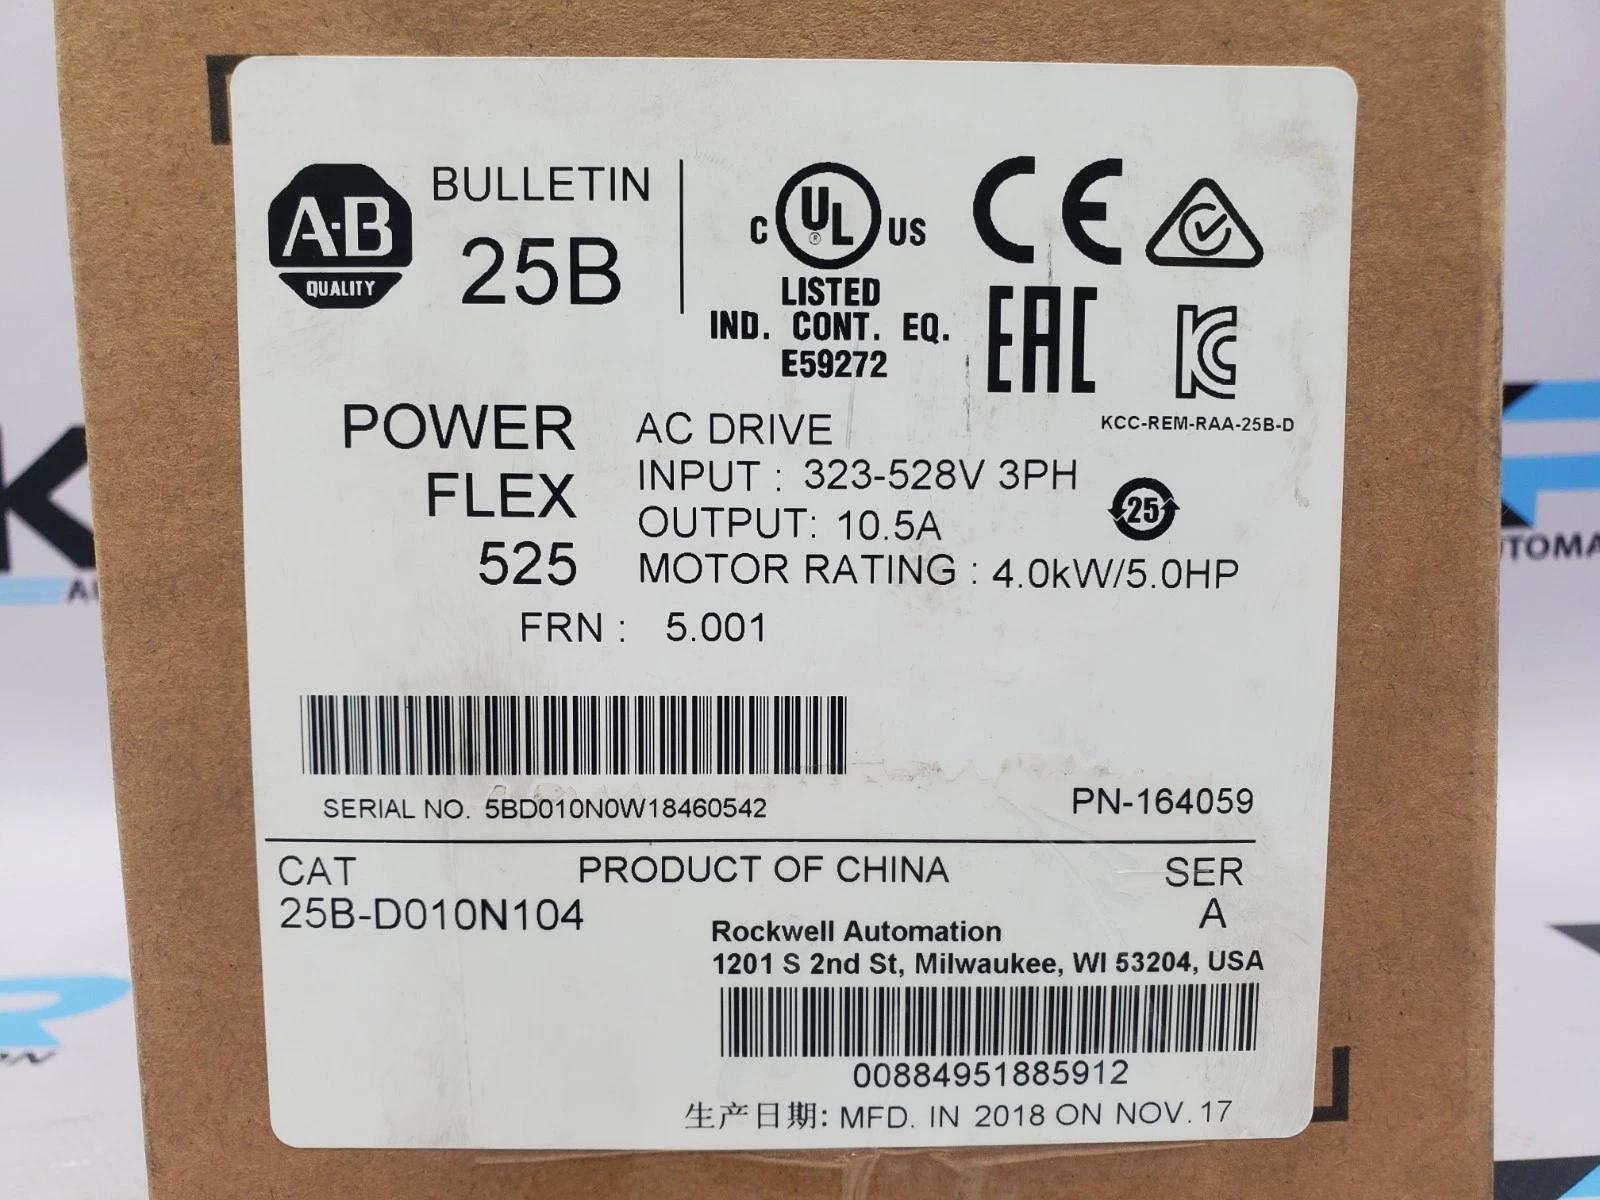 A-B
QUALITY
BULLETIN
25B
C UL US
®
LISTED
IND. CONT. EQ.
E59272
CE
EAC
KC
KCC-REM-RAA-25B-D
POWER
FLEX
525
FRN : 5.001
AC DRIVE
INPUT : 323-528V 3PH
OUTPUT: 10.5A
MOTOR RATING : 4.0kW/5.0HP
25
SERIAL NO. 5BD010N0W18460542
PN-164059
CAT
25B-D010N104
PRODUCT OF CHINA
SER
A
Rockwell Automation
1201 S 2nd St, Milwaukee, WI 53204, USA
00884951885912
生产日期: MFD. IN 2018 ON NOV. 17